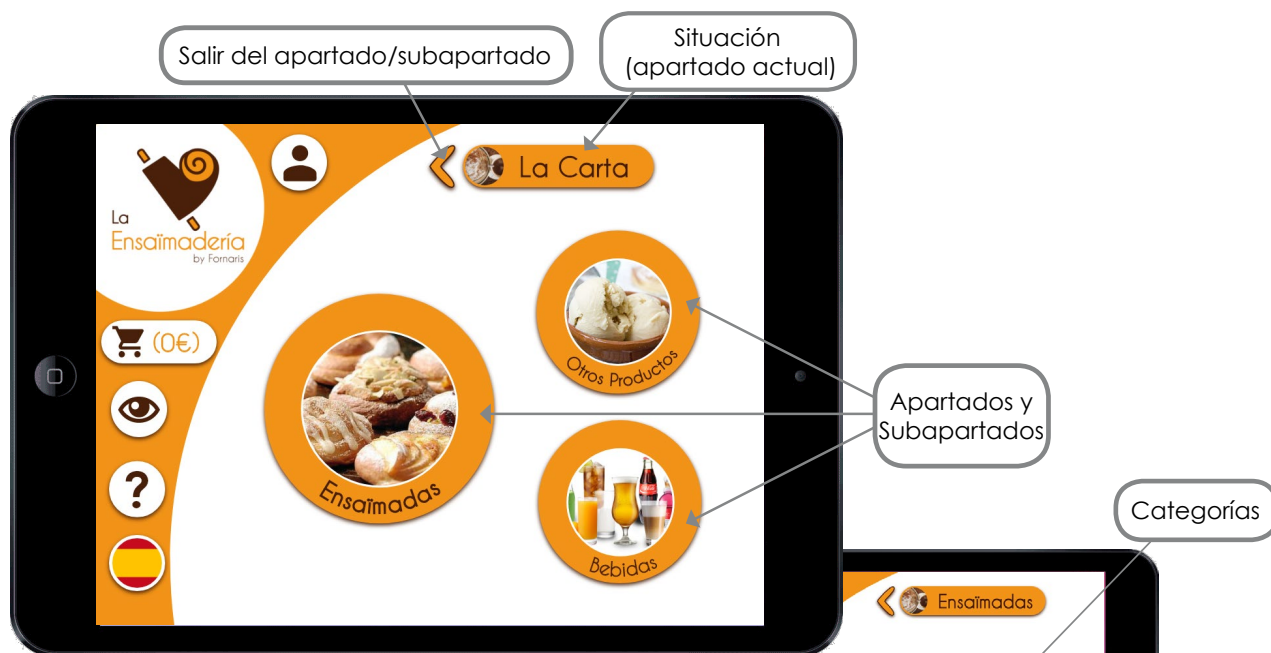 Salir del apartado/subapartado
Situación
(apartado actual)
La Carta
La
Ensaïmadería
by Fornaris
(0€)
Otros Productos
Ensaïmadas
Bebidas
Apartados y
Subapartados
Categorías
Ensaïmadas